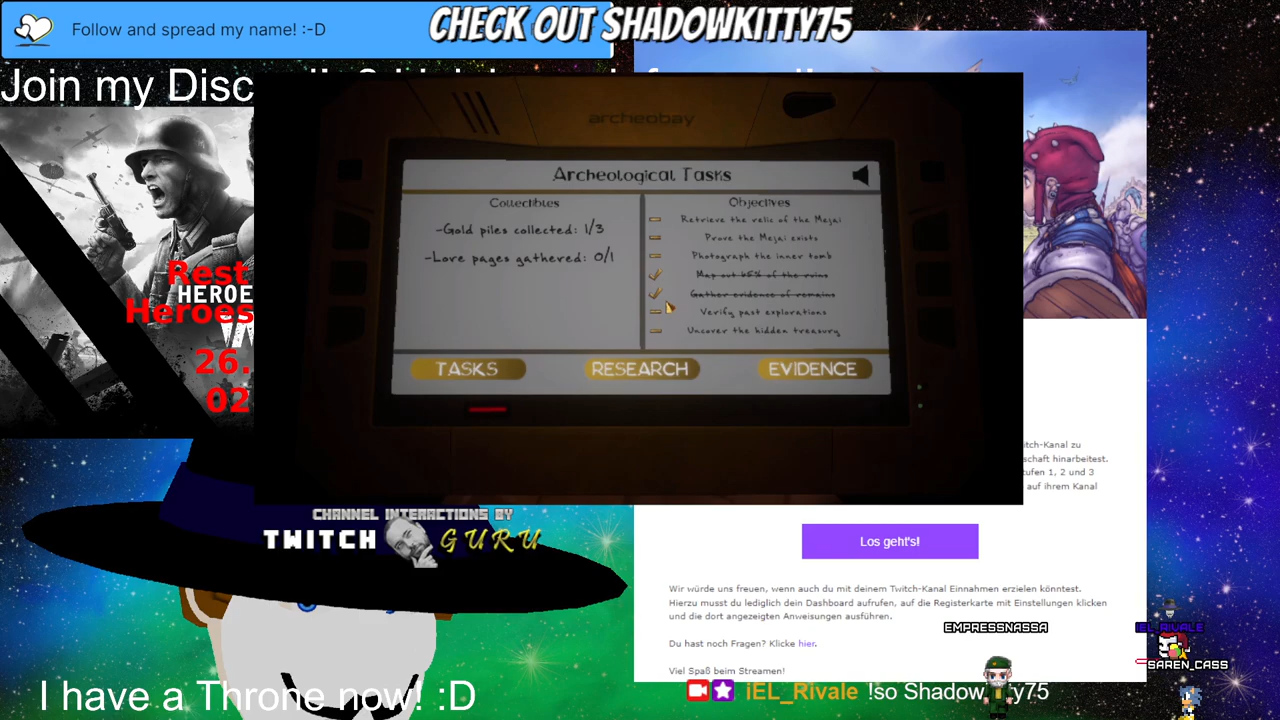 Follow and spread my name! :-D
CHECK OUT SHADOWKITTY75
Join my Disc
archeobay
Archeological Tasks
Collectibles
-Gold piles collected: 1/3
-Lore pages gathered: 0/1
Objectives
Retrieve the relic of the Mejai
Prove the Mejai exists
Photograph the inner tomb
Map out 45% of the ruins
Gather evidence of remains
Verify past explorations
Uncover the hidden treasury
TASKS
RESEARCH
EVIDENCE
Rest
HEROE
Heroes
26.
02
itch-Kanal zu
schaft hinarbeitest.
tufen 1, 2 und 3
auf ihrem Kanal
CHANNEL INTERACTIONS BY
TWITCH GURU
Los geht's!
Wir würde uns freuen, wenn auch du mit deinem Twitch-Kanal Einnahmen erzielen könntest.
Hierzu musst du lediglich dein Dashboard aufrufen, auf die Registerkarte mit Einstellungen klicken
und die dort angezeigten Anweisungen ausführen.
EMPRESSNASSA
IEL_RIVALE
Du hast noch Fragen? Klicke hier.
SAREN_CASS
Viel Spaß beim Streamen!
I have a Throne now! :D
iEL_Rivale !so Shadow y75